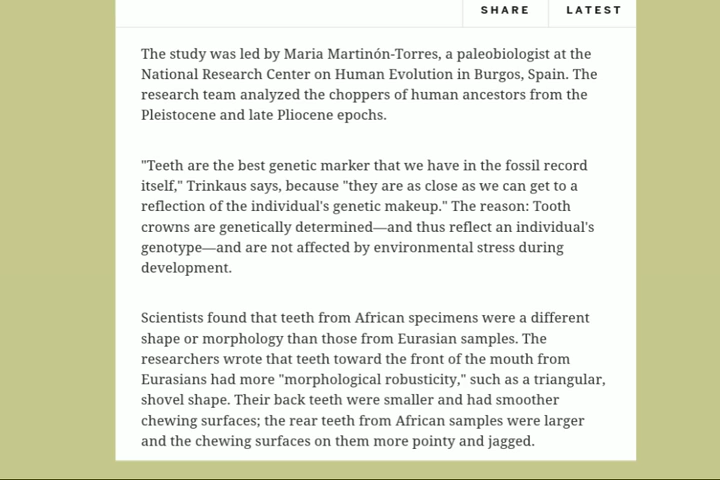 SHARE LATEST
The study was led by Maria Martinón-Torres, a paleobiologist at the
National Research Center on Human Evolution in Burgos, Spain. The
research team analyzed the choppers of human ancestors from the
Pleistocene and late Pliocene epochs.
"Teeth are the best genetic marker that we have in the fossil record
itself," Trinkaus says, because "they are as close as we can get to a
reflection of the individual's genetic makeup." The reason: Tooth
crowns are genetically determined—and thus reflect an individual's
genotype—and are not affected by environmental stress during
development.
Scientists found that teeth from African specimens were a different
shape or morphology than those from Eurasian samples. The
researchers wrote that teeth toward the front of the mouth from
Eurasians had more "morphological robusticity," such as a triangular,
shovel shape. Their back teeth were smaller and had smoother
chewing surfaces; the rear teeth from African samples were larger
and the chewing surfaces on them more pointy and jagged.